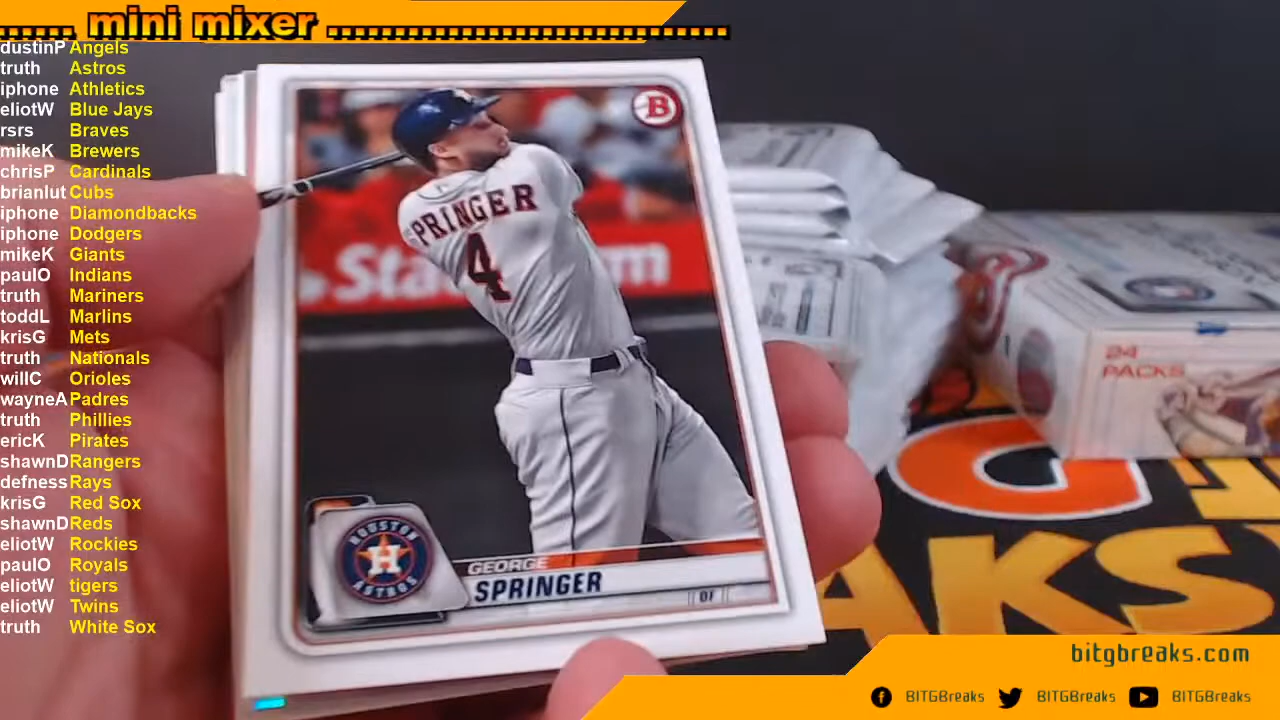 ...... mini mixer ..............................
dustinP Angels
truth Astros
iphone Athletics
eliotW Blue Jays
rsrs Braves
mikeK Brewers
chrisP Cardinals
brianlut Cubs
iphone Diamondbacks
iphone Dodgers
mikeK Giants
paulO Indians
truth Mariners
toddL Marlins
krisG Mets
truth Nationals
willC Orioles
wayneA Padres
truth Phillies
ericK Pirates
shawnD Rangers
defness Rays
krisG Red Sox
shawnD Reds
eliotW Rockies
paulO Royals
eliotW tigers
eliotW Twins
truth White Sox
B
PRINGER
4
HOUSTON
H
ASTROS
GEORGE
SPRINGER
OF
24
PACKS
AKS
bitgbreaks.com
BITGBreaks BITGBreaks BITGBreaks